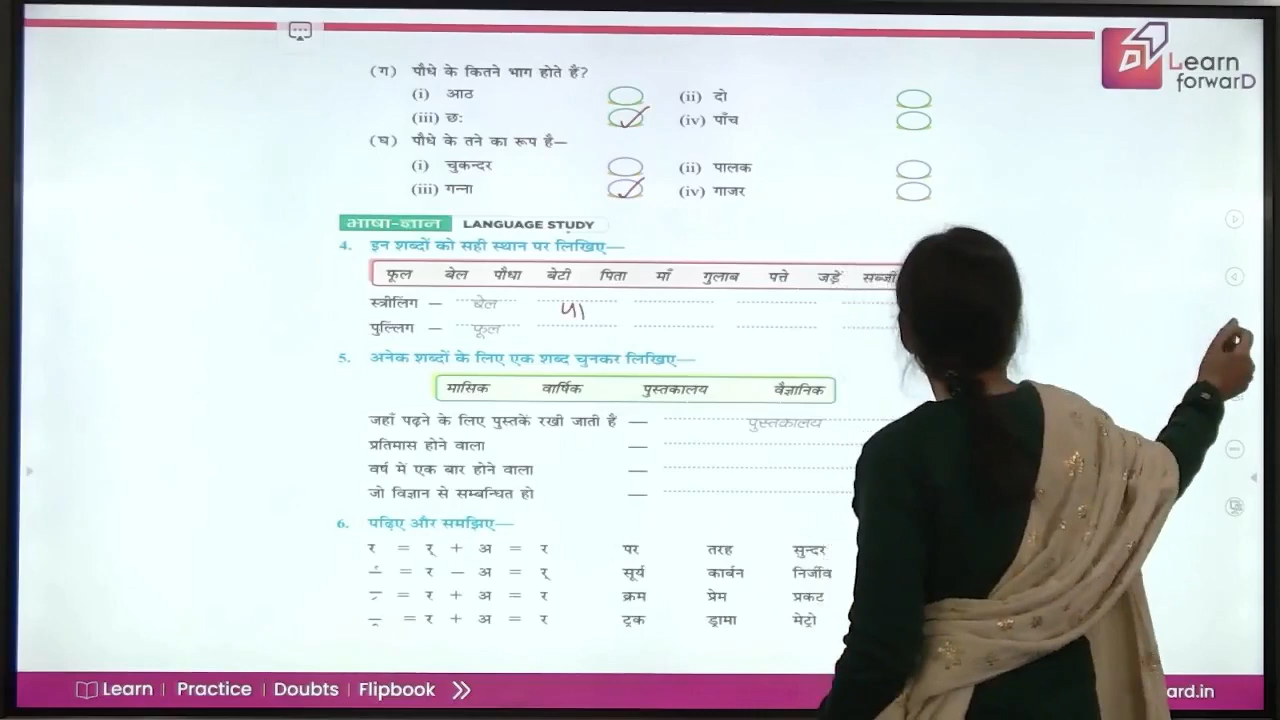 Learn
forwarD
(ग) पौधे के कितने भाग होते हैं?
(i) आठ (ii) दो
(iii) छः (iv) पाँच
(घ) पौधे के तने का रूप है—
(i) चुकन्दर (ii) पालक
(iii) गन्ना (iv) गाजर
भाषा-ज्ञान LANGUAGE STUDY
4. इन शब्दों को सही स्थान पर लिखिए—
फूल बेल पौधा बेटी पिता माँ गुलाब पत्ते जड़ें सब्जी
स्त्रीलिंग — बेल
पुल्लिंग — फूल
5. अनेक शब्दों के लिए एक शब्द चुनकर लिखिए—
मासिक वार्षिक पुस्तकालय वैज्ञानिक
जहाँ पढ़ने के लिए पुस्तकें रखी जाती है — पुस्तकालय
प्रतिमास होने वाला —
वर्ष में एक बार होने वाला —
जो विज्ञान से सम्बन्धित हो —
6. पढ़िए और समझिए—
र = र् + अ = र पर तरह सुन्दर
= र – अ = र् सूर्य कार्बन निर्जीव
= र + अ = र क्रम प्रेम प्रकट
= र + अ = र ट्रक ड्रामा मेट्रो
Learn | Practice | Doubts | Flipbook ard.in